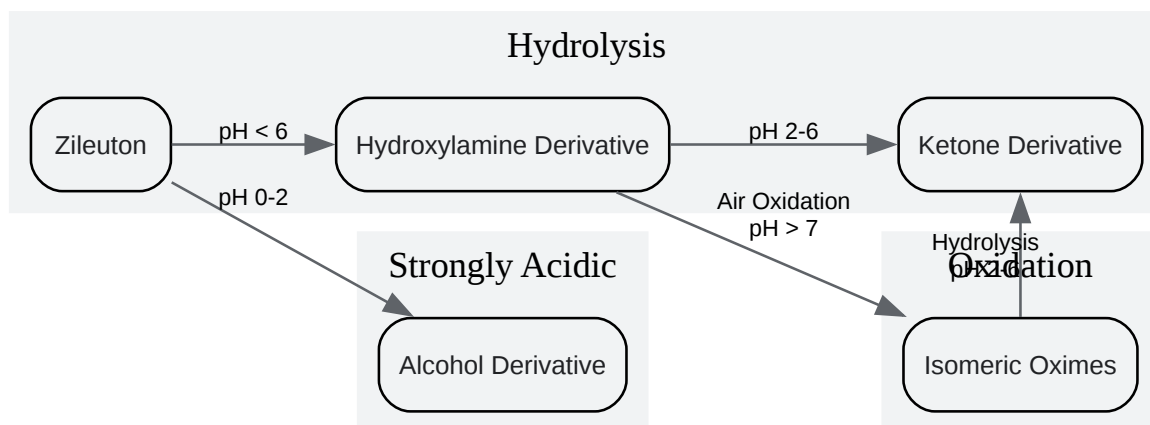 Hydrolysis
Zileuton
pH < 6
Hydroxylamine Derivative
pH 2-6
Ketone Derivative
pH 0-2
Air Oxidation
pH > 7
Hydrolysis
Strongly Acidic
Oxidation
Alcohol Derivative
Isomeric Oximes